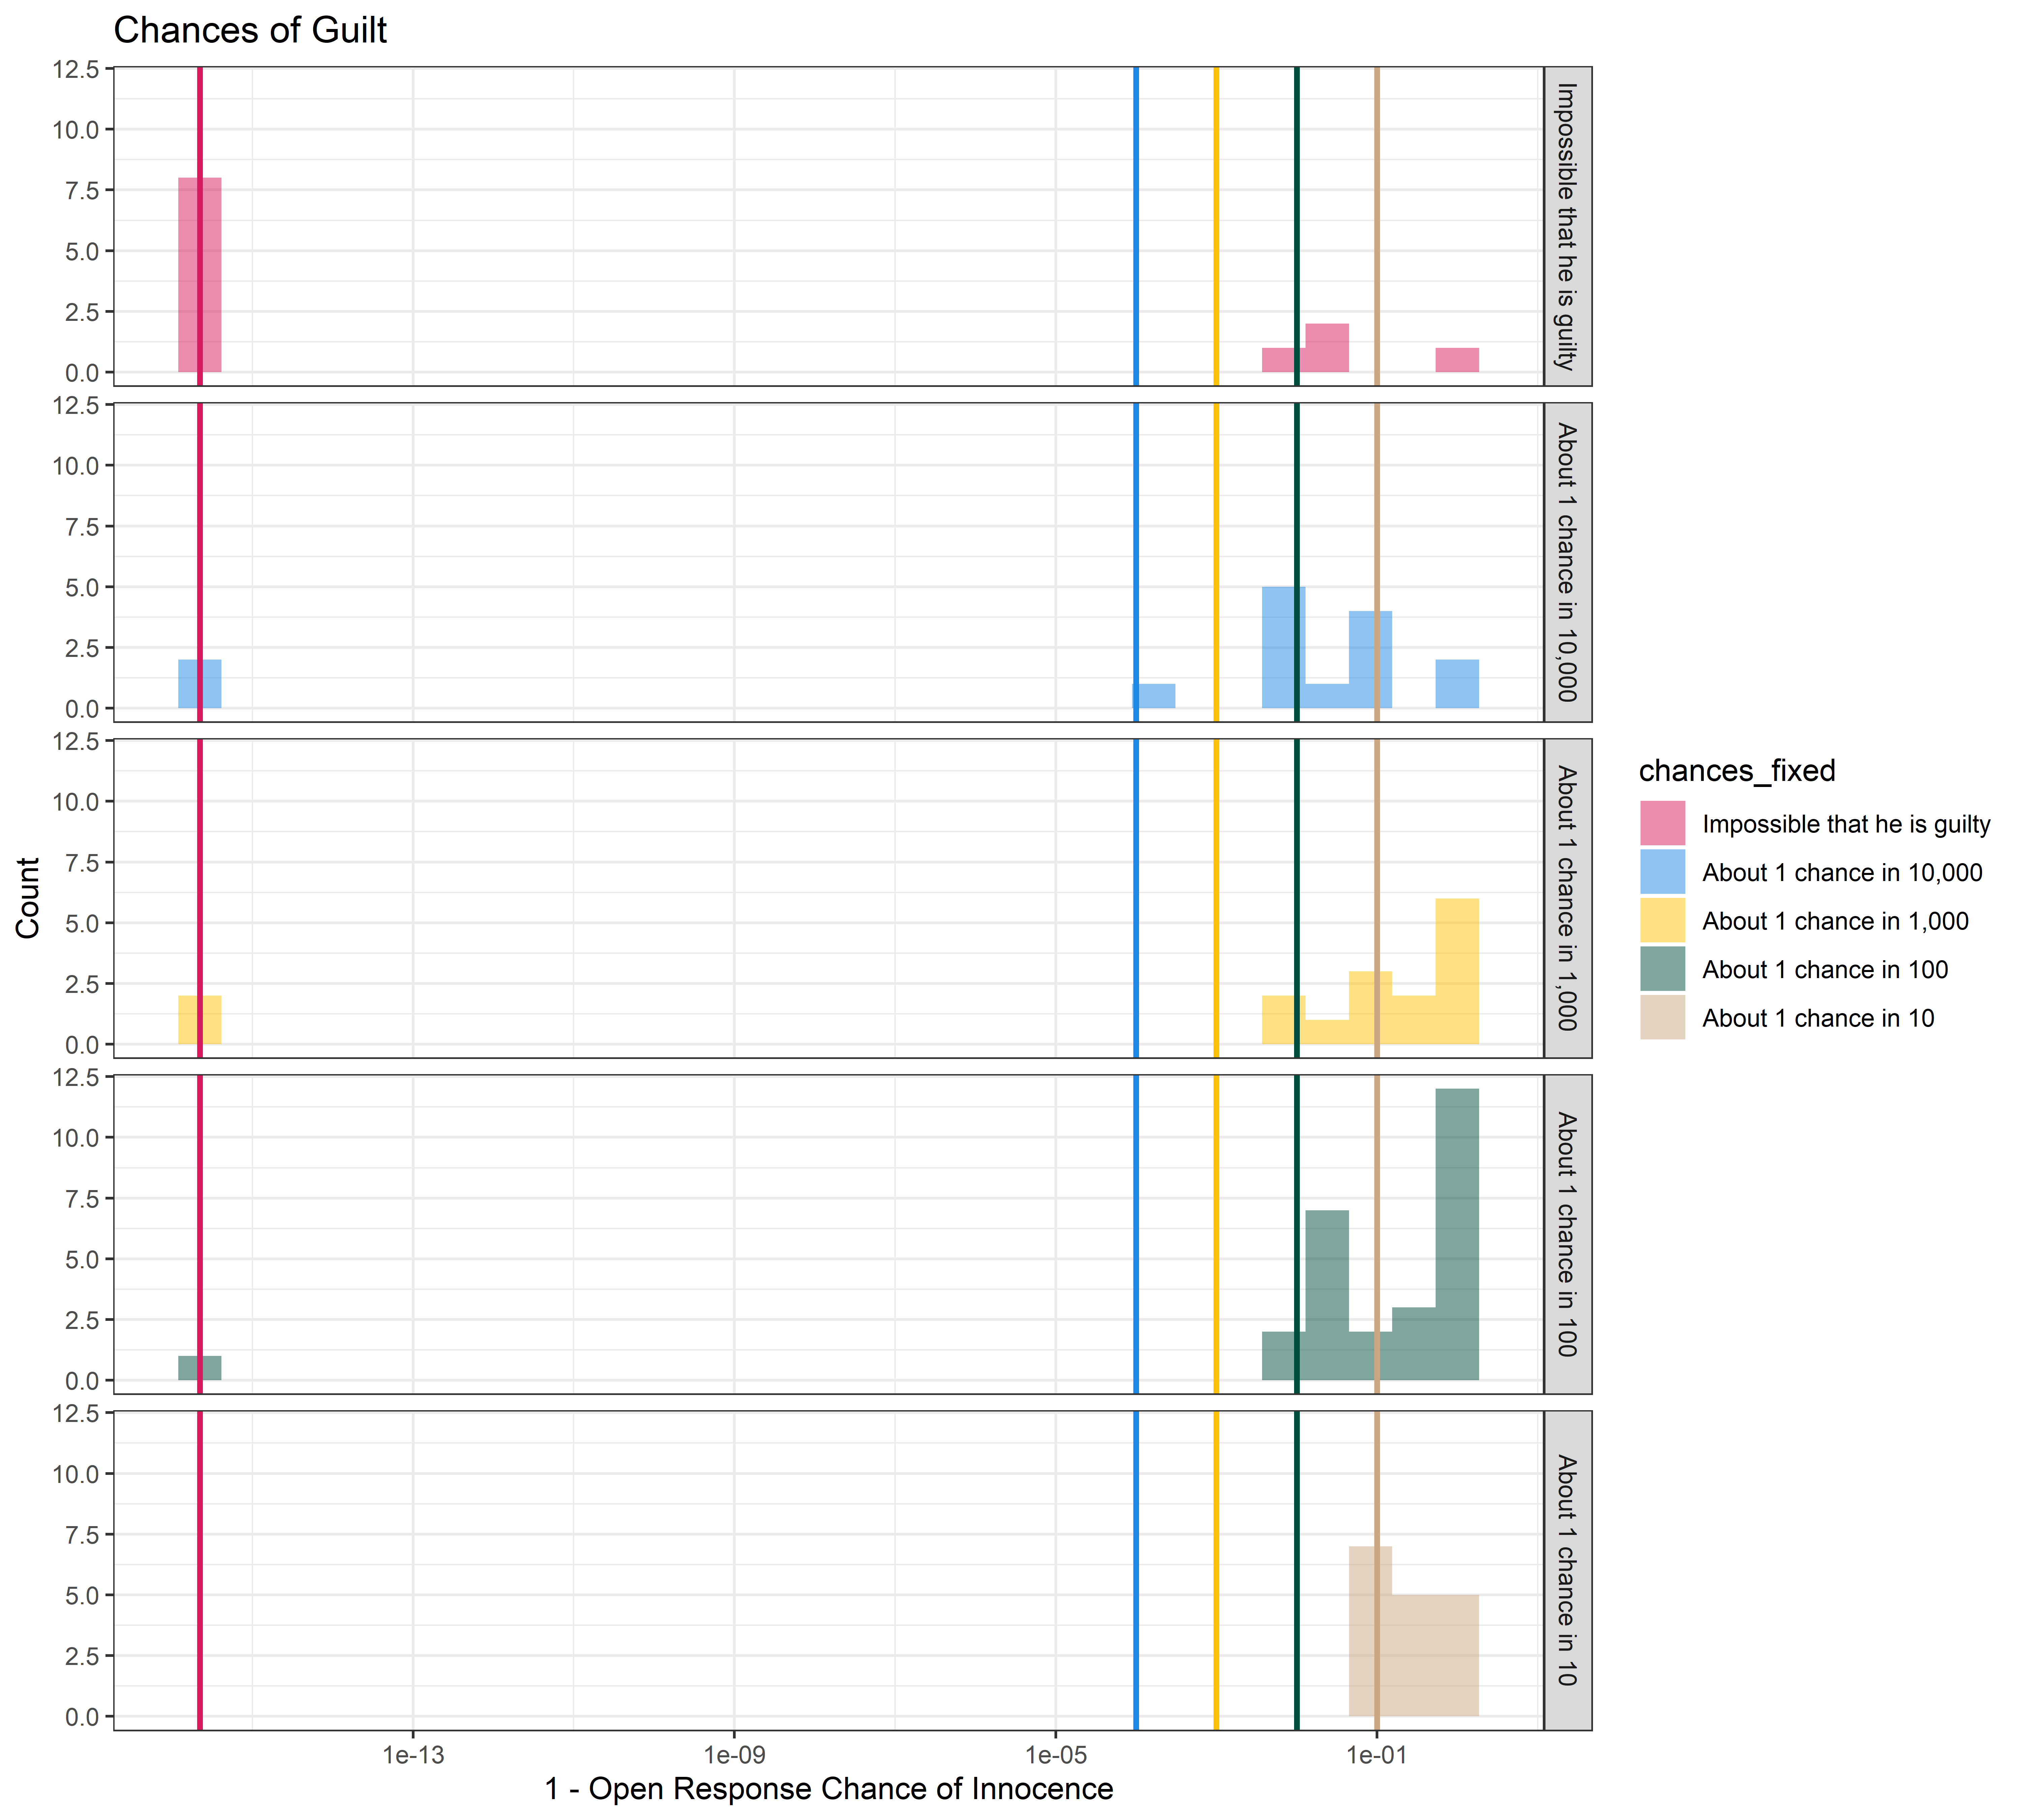 Chances of Guilt
Count
12.5
10.0
7.5
5.0
2.5
0.0
Impossible that he is guilty
12.5
10.0
7.5
5.0
2.5
0.0
About 1 chance in 10,000
12.5
10.0
7.5
5.0
2.5
0.0
About 1 chance in 1,000
12.5
10.0
7.5
5.0
2.5
0.0
About 1 chance in 100
12.5
10.0
7.5
5.0
2.5
0.0
About 1 chance in 10
1e-13 1e-09 1e-05 1e-01
1 - Open Response Chance of Innocence
chances_fixed
Impossible that he is guilty
About 1 chance in 10,000
About 1 chance in 1,000
About 1 chance in 100
About 1 chance in 10